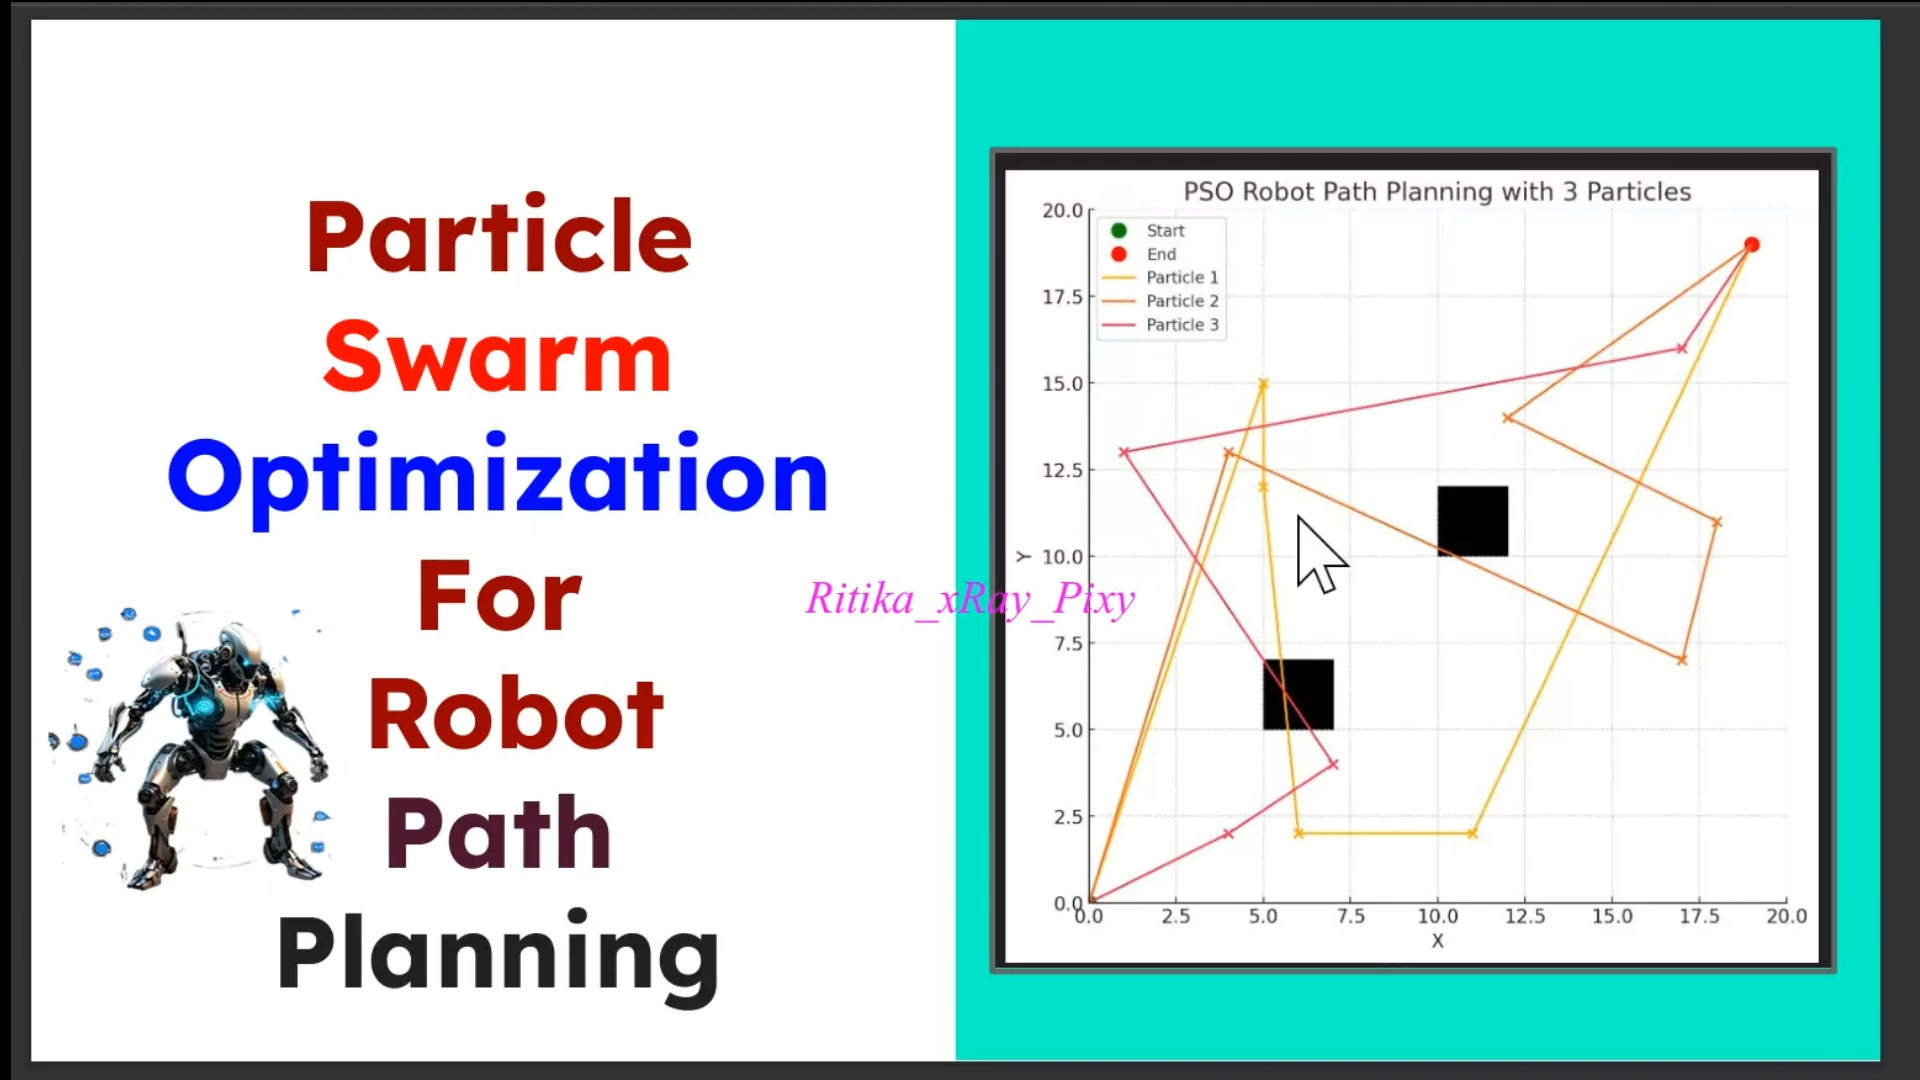 Particle
Swarm
Optimization
For
Robot
Path
Planning
Ritika_xRay_Pixy
PSO Robot Path Planning with 3 Particles
Start
End
Particle 1
Particle 2
Particle 3
20.0
17.5
15.0
12.5
10.0
7.5
5.0
2.5
0.0
Y
0.0 2.5 5.0 7.5 10.0 12.5 15.0 17.5 20.0
X